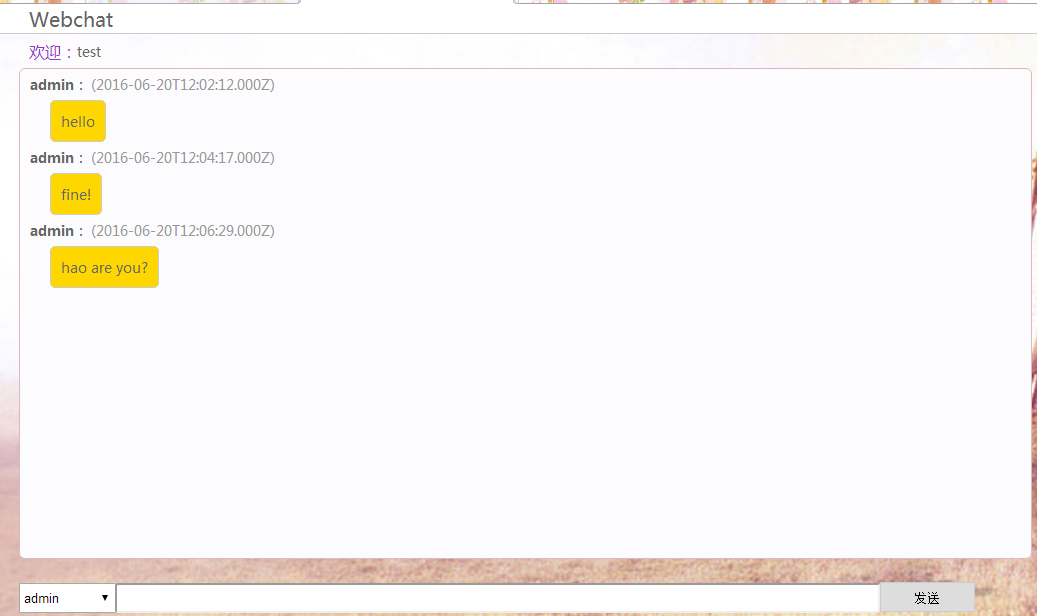 Webchat
欢迎：test
admin： (2016-06-20T12:02:12.000Z)
hello
admin： (2016-06-20T12:04:17.000Z)
fine!
admin： (2016-06-20T12:06:29.000Z)
hao are you?
admin 发送